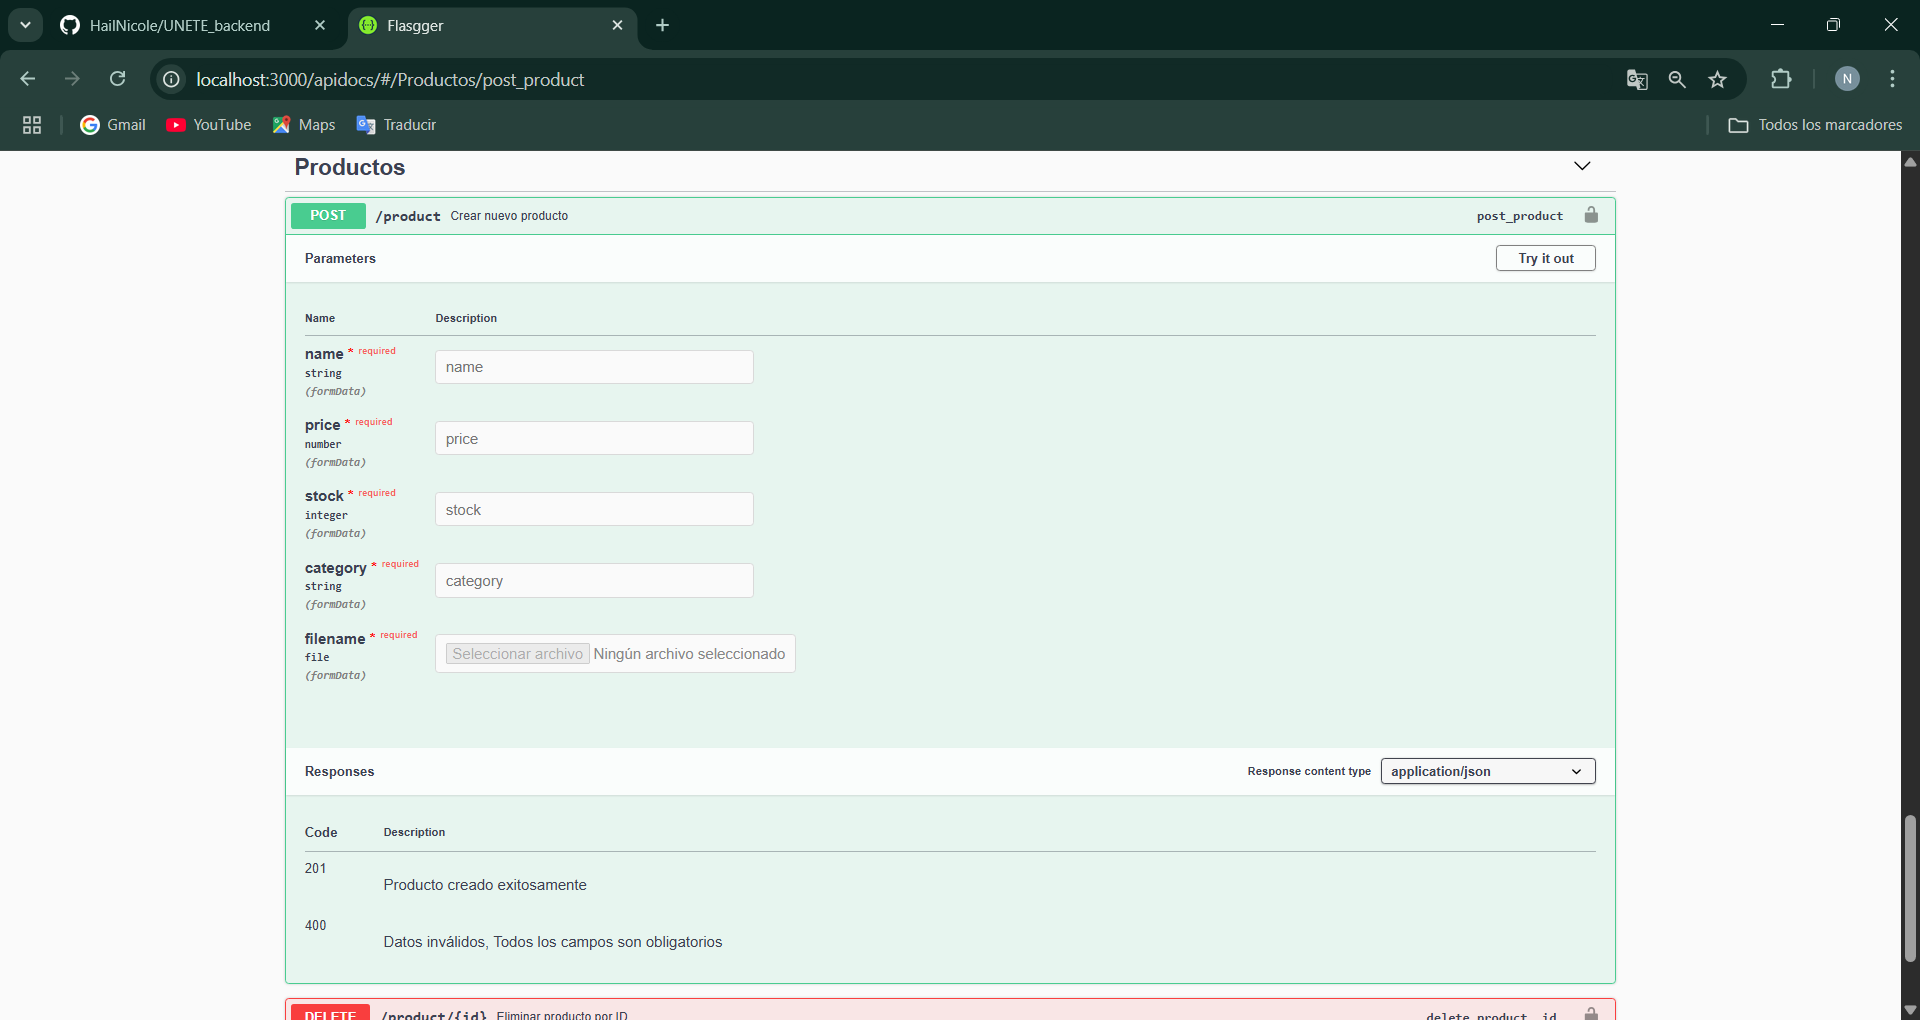 HailNicole/UNETE_backend
Flasgger
localhost:3000/apidocs/#/Productos/post_product
N
Gmail
YouTube
Maps
Traducir
Todos los marcadores
Productos
POST /product Crear nuevo producto post_product
Parameters
Try it out
Name Description
name * required
string
(formData)
name
price * required
number
(formData)
price
stock * required
integer
(formData)
stock
category * required
string
(formData)
category
filename * required
file
(formData)
Seleccionar archivo Ningún archivo seleccionado
Responses
Response content type application/json
Code Description
201
Producto creado exitosamente
400
Datos inválidos, Todos los campos son obligatorios
DELETE /product/{id} Eliminar producto por ID delete_product__id_